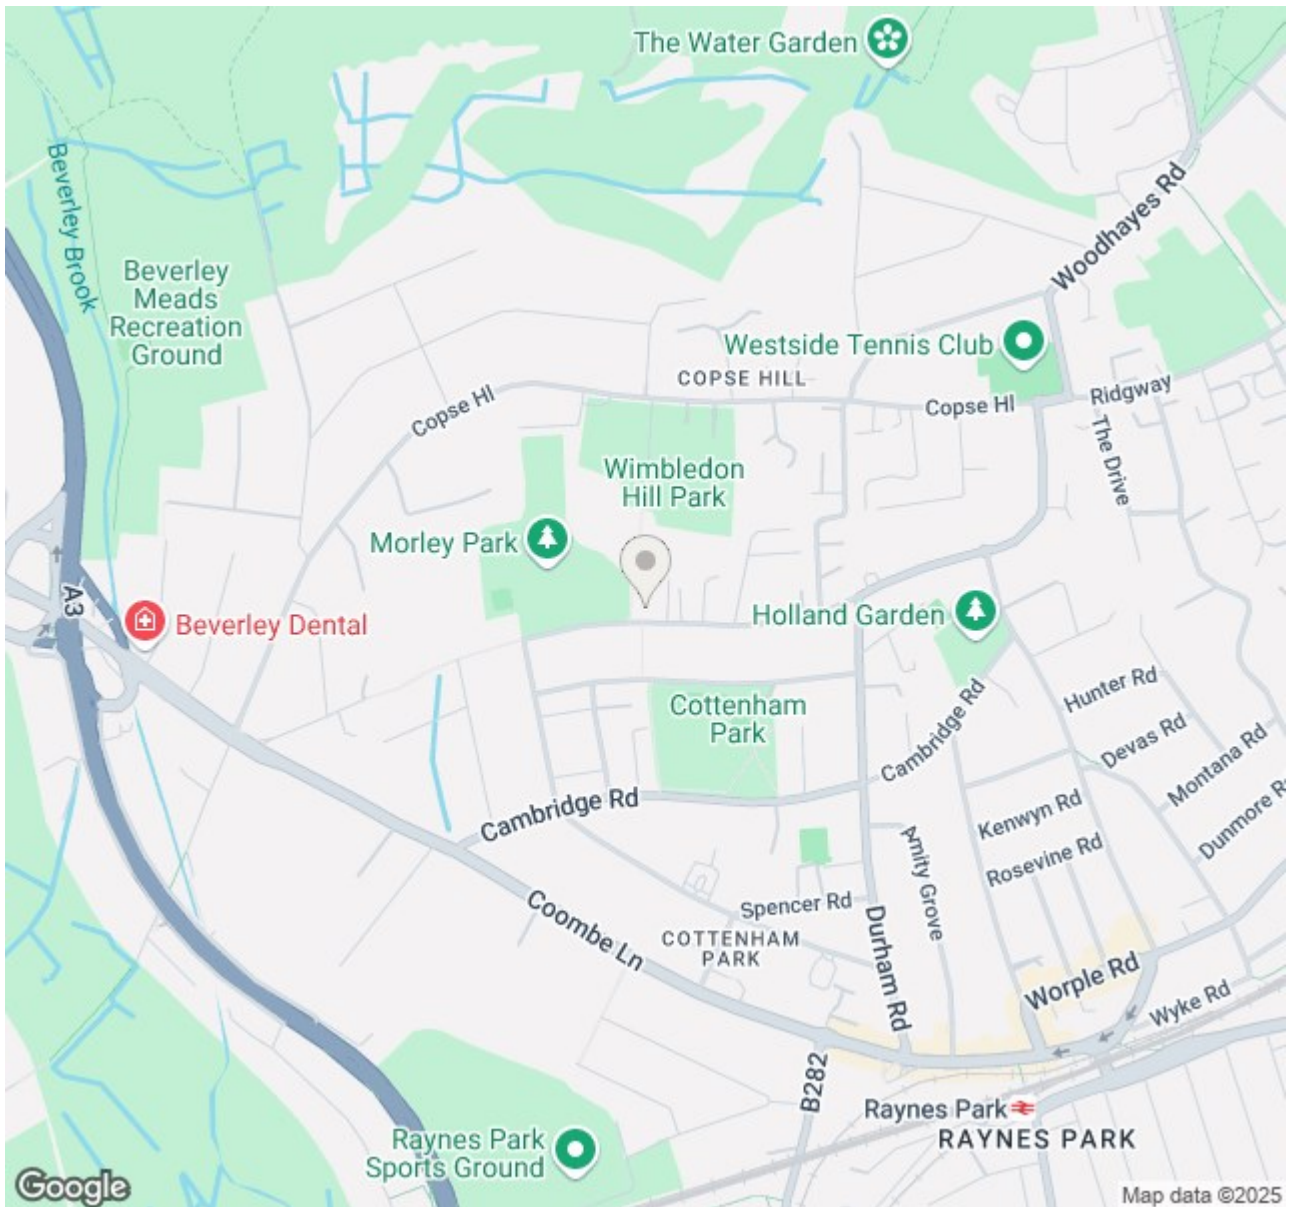 The Water Garden
Beverley Brook
Woodhayes Rd
Beverley
Meads
Recreation
Ground
Westside Tennis Club
COPSE HILL
Copse Hl
Copse Hl
Ridgway
The Drive
Wimbledon
Hill Park
Morley Park
A3
Beverley Dental
Holland Garden
Hunter Rd
Cottenham
Park
Cambridge Rd
Devas Rd
Montana Rd
Cambridge Rd
Kenwyn Rd
Dunmore R
Rosevine Rd
Amity Grove
Spencer Rd
Coombe Ln
COTTENHAM
PARK
Durham Rd
Worple Rd
Wyke Rd
B282
Raynes Park
RAYNES PARK
Raynes Park
Sports Ground
Google
Map data ©2025